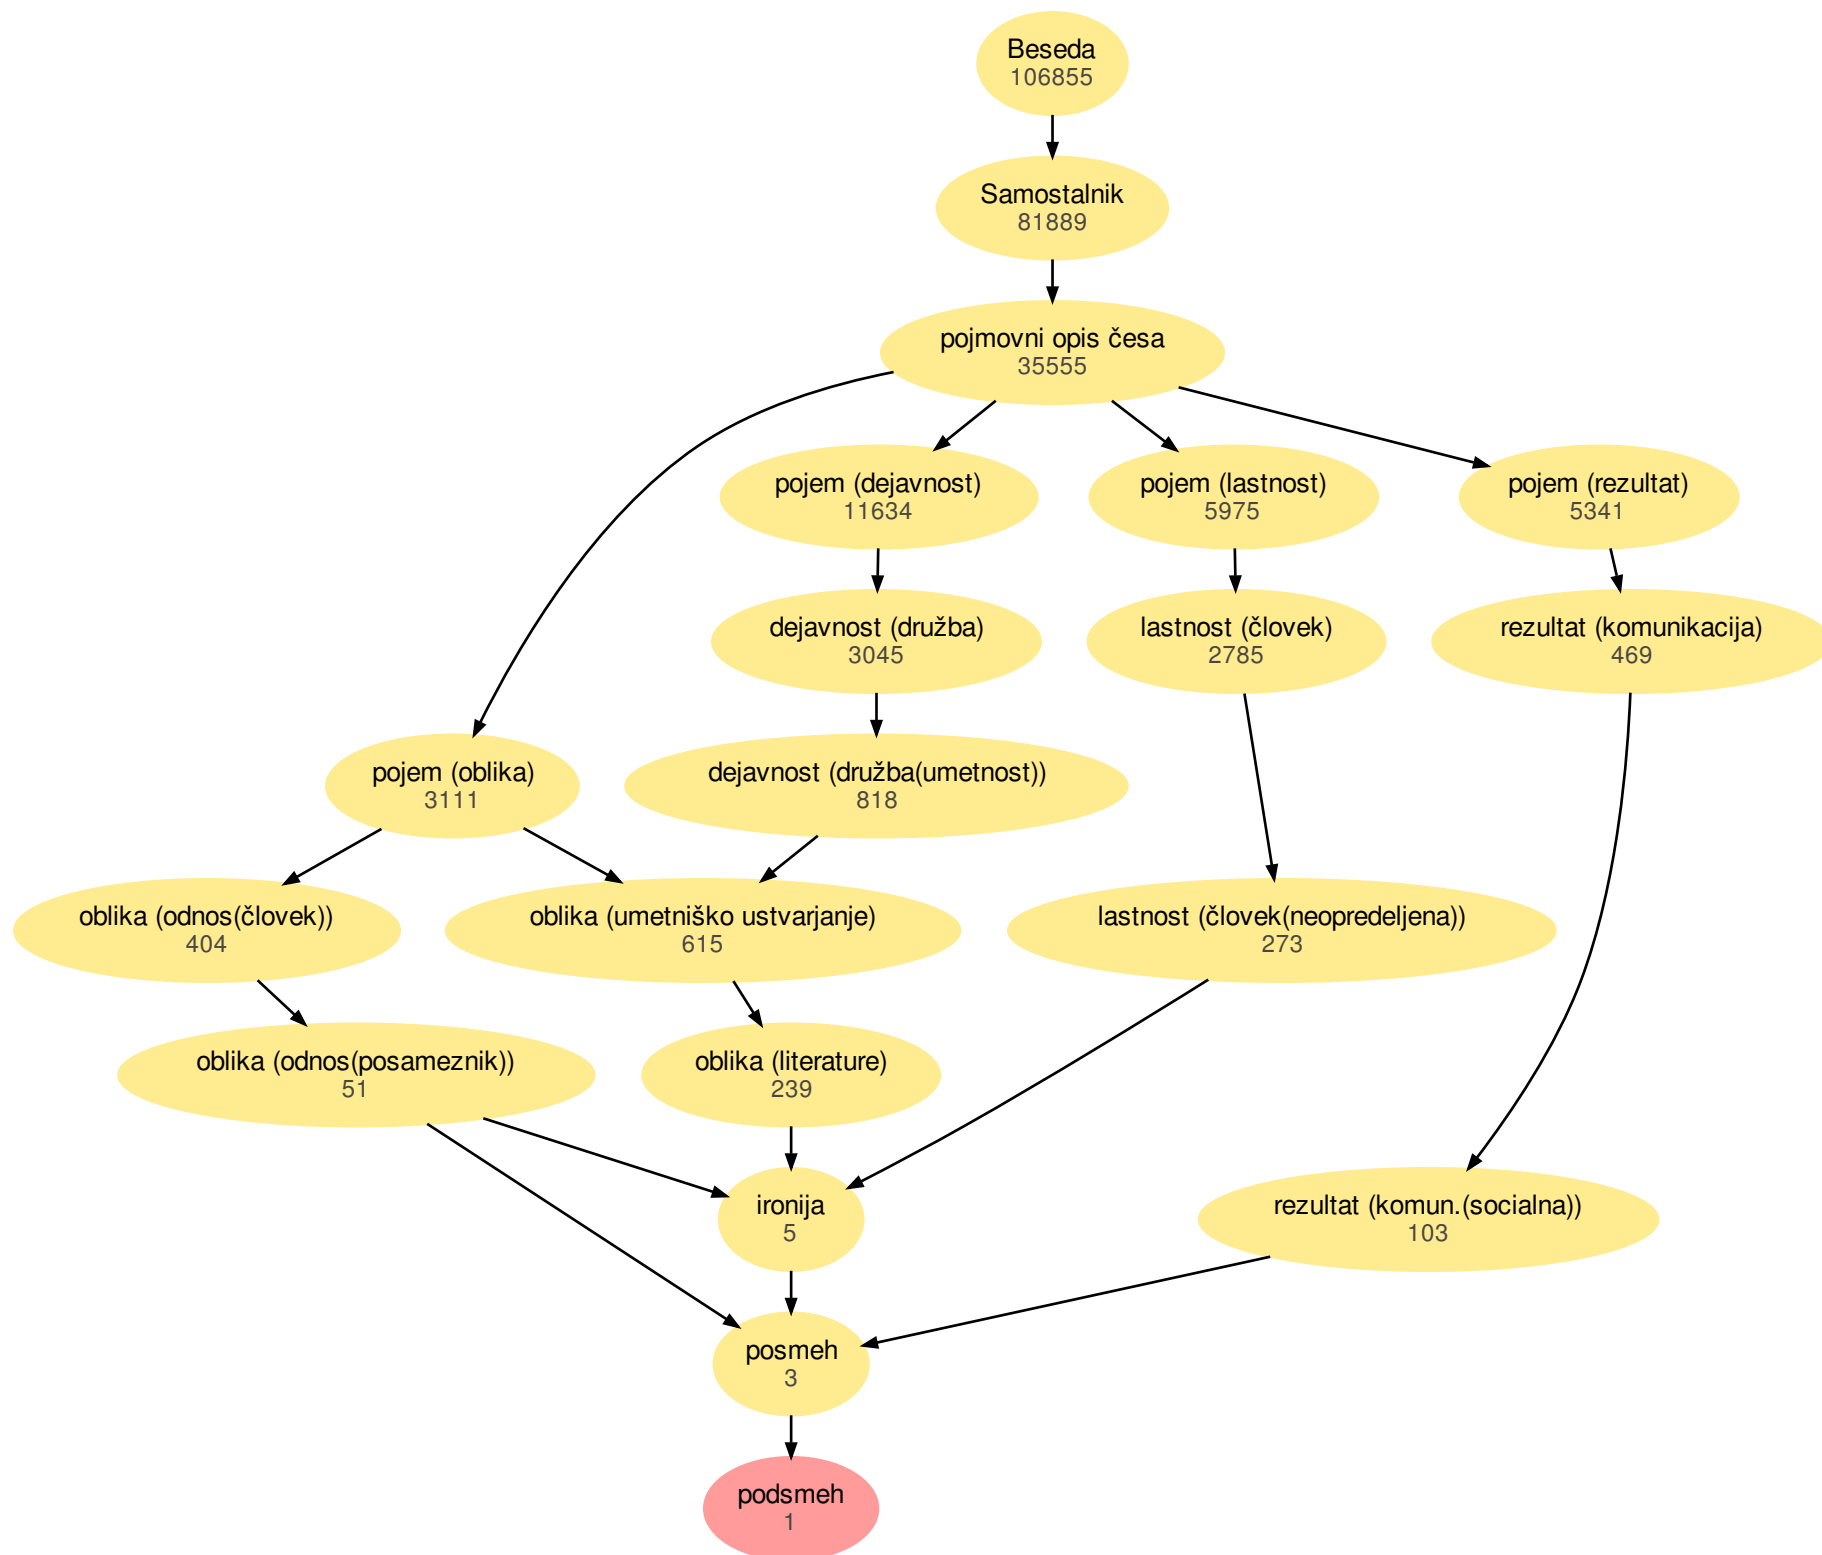 Beseda
106855
Samostalnik
81889
pojmovni opis česa
35555
pojem (dejavnost)
11634
pojem (lastnost)
5975
pojem (rezultat)
5341
dejavnost (družba)
3045
lastnost (človek)
2785
rezultat (komunikacija)
469
pojem (oblika)
3111
dejavnost (družba(umetnost))
818
oblika (odnos(človek))
404
oblika (umetniško ustvarjanje)
615
lastnost (človek(neopredeljena))
273
oblika (odnos(posameznik))
51
oblika (literature)
239
ironija
5
rezultat (komun.(socialna))
103
posmeh
3
podsmeh
1